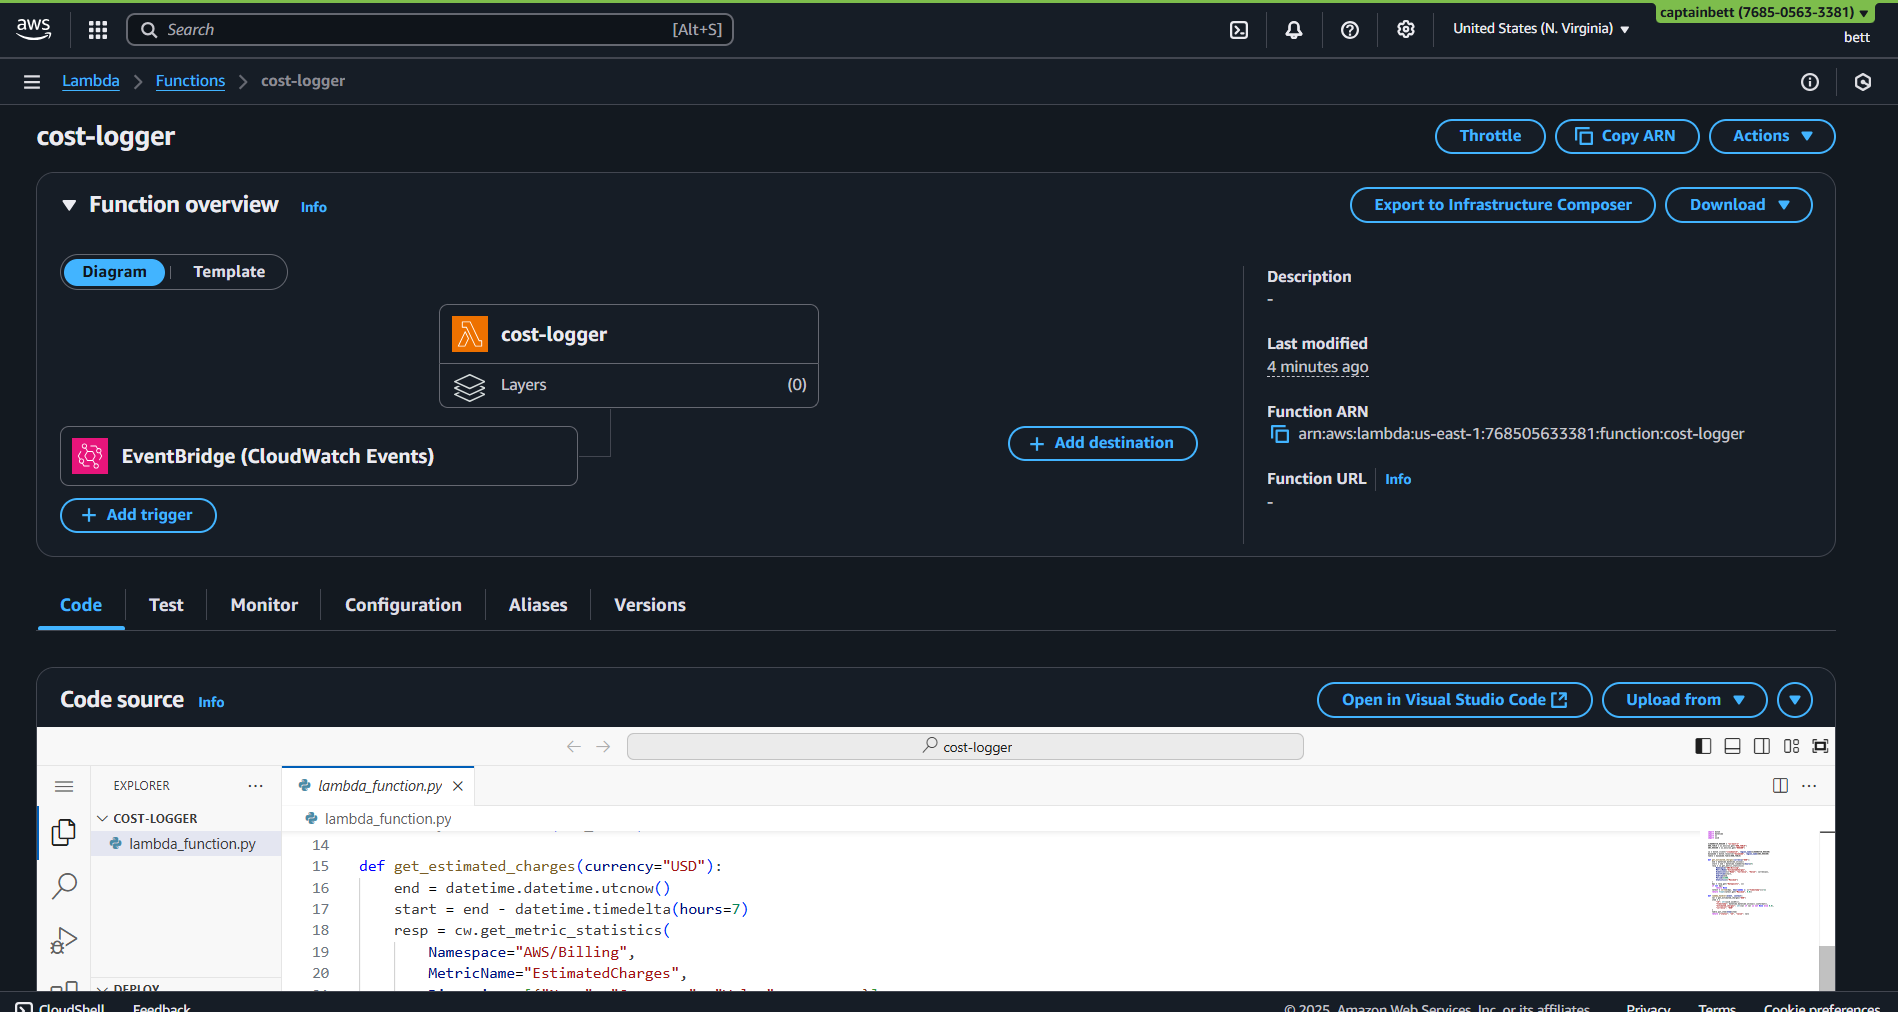 aws
Search [Alt+S]
United States (N. Virginia)
captainbett (7685-0563-3381)
bett
Lambda
Functions
cost-logger
cost-logger
Throttle
Copy ARN
Actions
Function overview Info
Export to Infrastructure Composer
Download
Diagram
Template
cost-logger
Layers (0)
EventBridge (CloudWatch Events)
+ Add trigger
+ Add destination
Description
-
Last modified
4 minutes ago
Function ARN
arn:aws:lambda:us-east-1:768505633381:function:cost-logger
Function URL Info
-
Code
Test
Monitor
Configuration
Aliases
Versions
Code source Info
Open in Visual Studio Code
Upload from
cost-logger
EXPLORER ...
COST-LOGGER
lambda_function.py
DEPLOY
lambda_function.py
lambda_function.py
14
15 def get_estimated_charges(currency="USD"):
16 end = datetime.datetime.utcnow()
17 start = end - datetime.timedelta(hours=7)
18 resp = cw.get_metric_statistics(
19 Namespace="AWS/Billing",
20 MetricName="EstimatedCharges",
CloudShell
Feedback
© 2025, Amazon Web Services, Inc. or its affiliates
Privacy
Terms
Cookie preferences